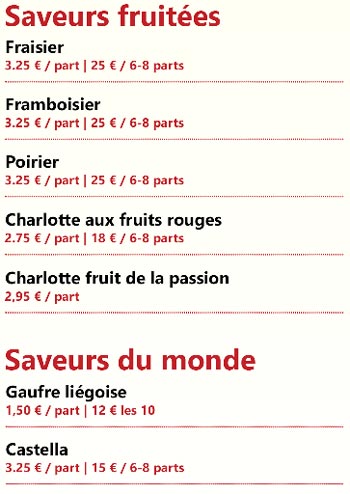 Saveurs fruitées
Fraisier
3.25 € / part | 25 € / 6-8 parts
Framboisier
3.25 € / part | 25 € / 6-8 parts
Poirier
3.25 € / part | 25 € / 6-8 parts
Charlotte aux fruits rouges
2.75 € / part | 18 € / 6-8 parts
Charlotte fruit de la passion
2,95 € / part
Saveurs du monde
Gaufre liégoise
1,50 € / part | 12 € les 10
Castella
3.25 € / part | 15 € / 6-8 parts